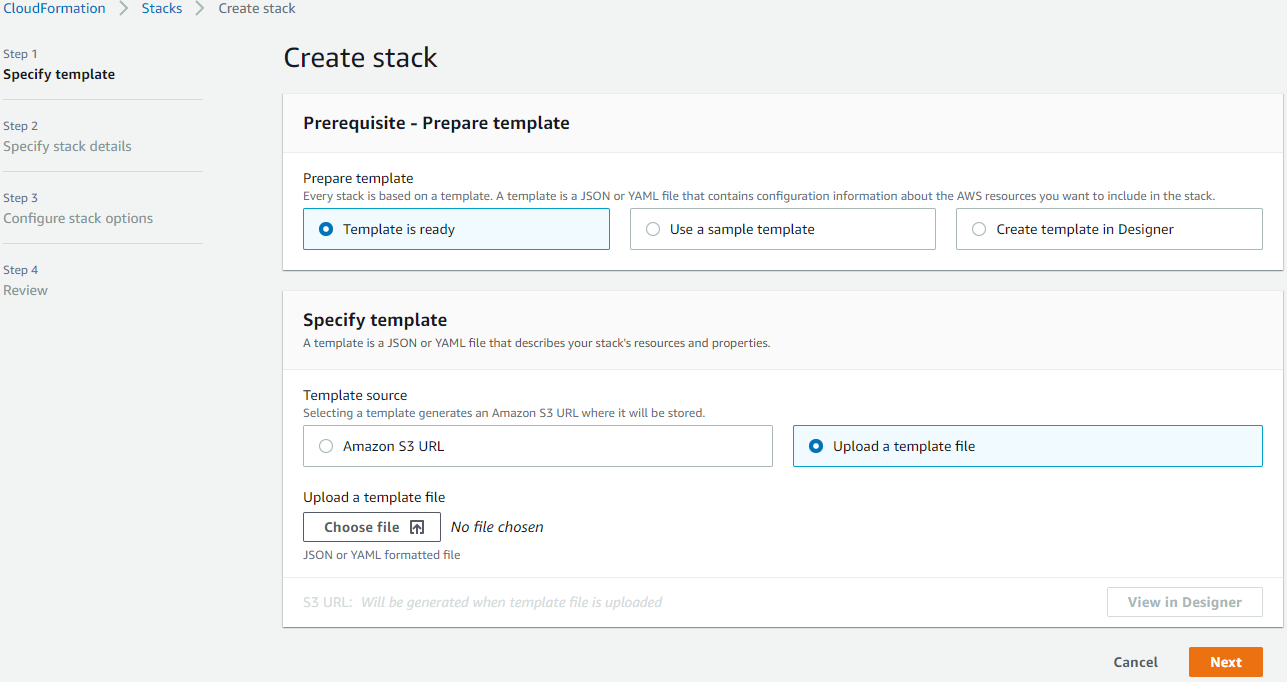 CloudFormation > Stacks > Create stack
Step 1
Specify template
Step 2
Specify stack details
Step 3
Configure stack options
Step 4
Review
Create stack
Prerequisite - Prepare template
Prepare template
Every stack is based on a template. A template is a JSON or YAML file that contains configuration information about the AWS resources you want to include in the stack.
Template is ready
Use a sample template
Create template in Designer
Specify template
A template is a JSON or YAML file that describes your stack's resources and properties.
Template source
Selecting a template generates an Amazon S3 URL where it will be stored.
Amazon S3 URL
Upload a template file
Upload a template file
Choose file No file chosen
JSON or YAML formatted file
S3 URL: Will be generated when template file is uploaded
View in Designer
Cancel
Next